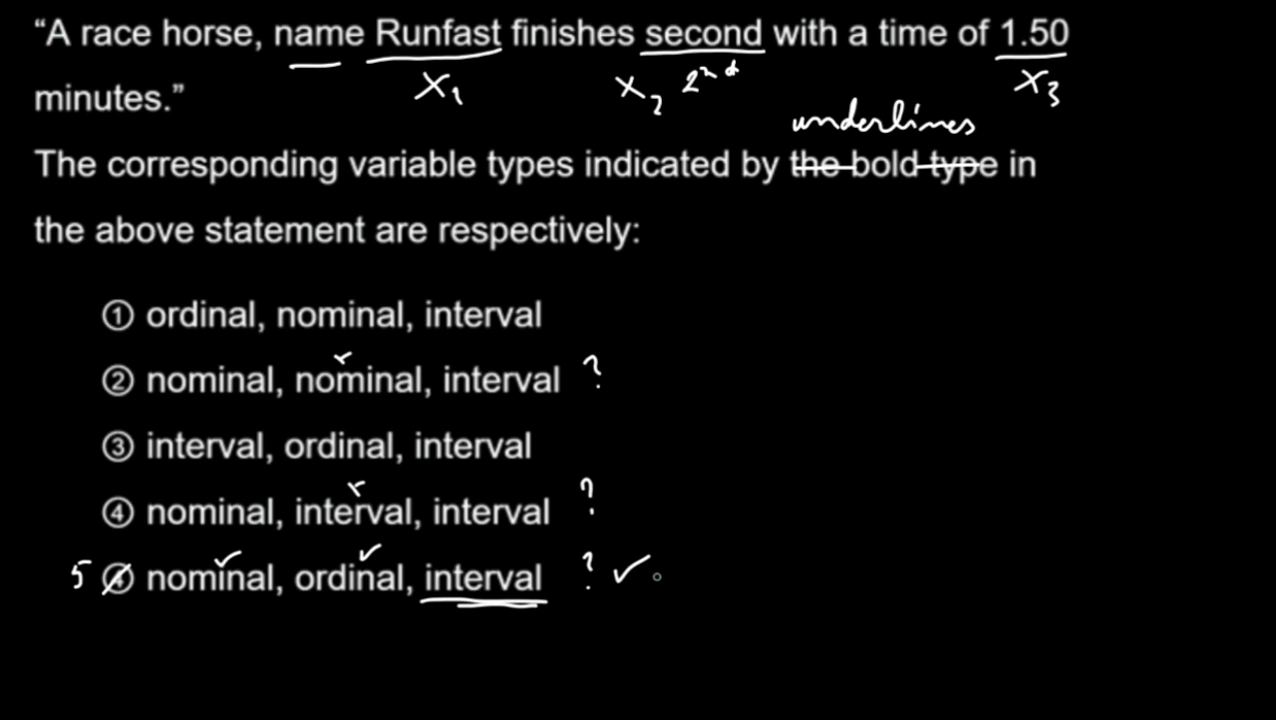 “A race horse, name Runfast finishes second with a time of 1.50
x1 x2 2nd x3
minutes.”
underlines
The corresponding variable types indicated by the bold type in
the above statement are respectively:
① ordinal, nominal, interval
② nominal, nominal, interval ?
③ interval, ordinal, interval
④ nominal, interval, interval ?
5 ④ nominal, ordinal, interval ? ✓